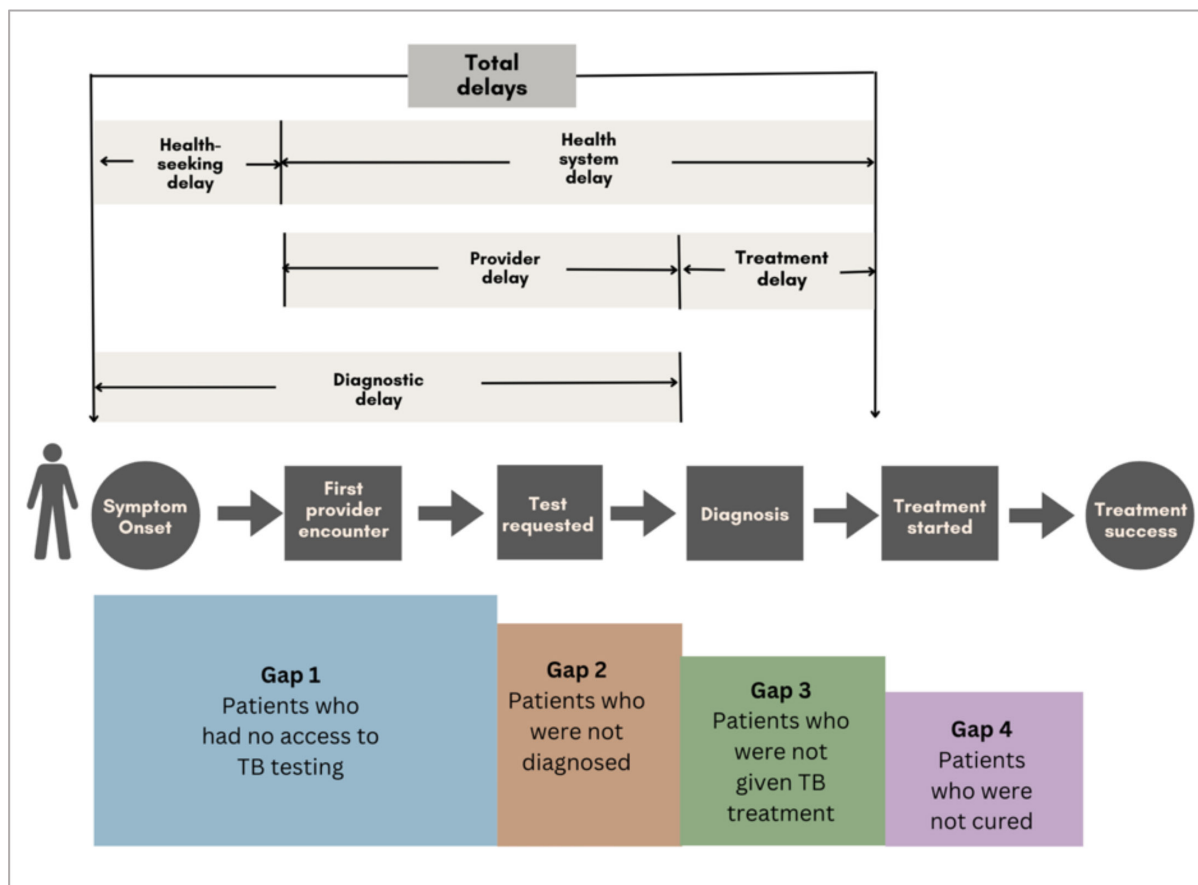 Total
delays
Health-
seeking
delay
Health
system
delay
Provider
delay
Treatment
delay
Diagnostic
delay
Symptom
Onset
First
provider
encounter
Test
requested
Diagnosis
Treatment
started
Treatment
success
Gap 1
Patients who
had no access to
TB testing
Gap 2
Patients who
were not
diagnosed
Gap 3
Patients who
were not
given TB
treatment
Gap 4
Patients
who were
not cured